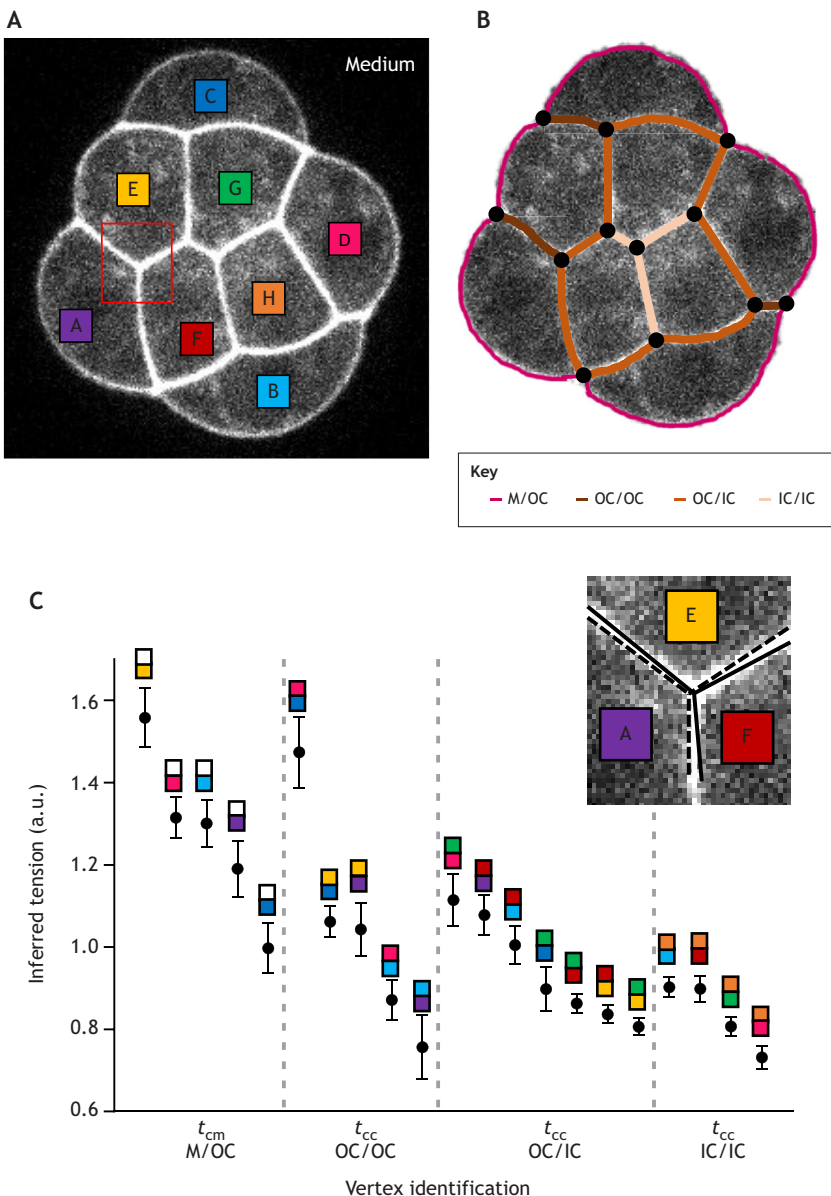 A
Medium
C
E
G
D
H
A
F
B
B
Key
M/OC
OC/OC
OC/IC
IC/IC
C
E
A
F
Inferred tension (a.u.)
1.6
1.4
1.2
1.0
0.8
0.6
tcm
M/OC
tcc
OC/OC
tcc
OC/IC
tcc
IC/IC
Vertex identification